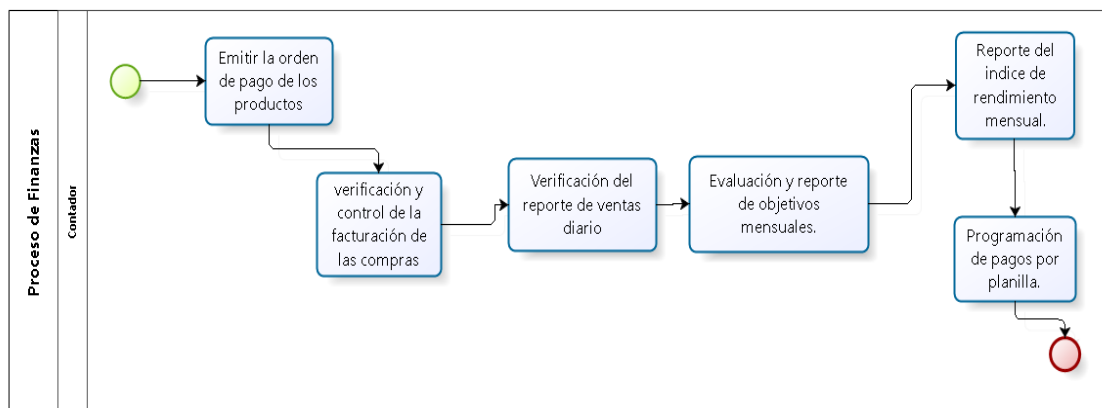 Proceso de Finanzas
Contador
Emitir la orden
de pago de los
productos
verificación y
control de la
facturación de
las compras
Verificación del
reporte de ventas
diario
Evaluación y reporte
de objetivos
mensuales.
Reporte del
indice de
rendimiento
mensual.
Programación
de pagos por
planilla.